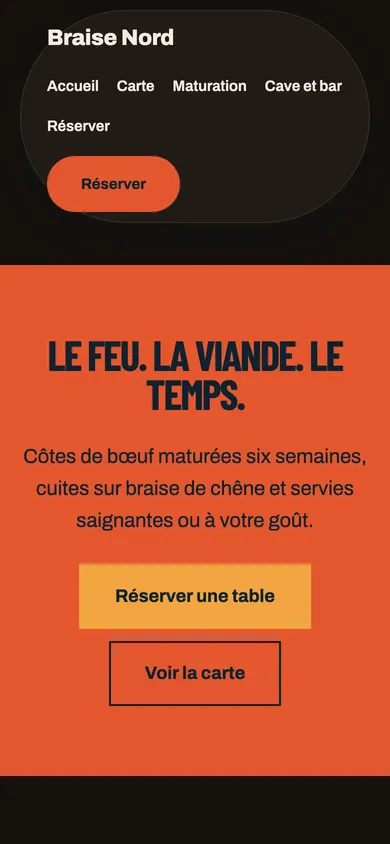 Braise Nord
Accueil Carte Maturation Cave et bar
Réserver
Réserver
LE FEU. LA VIANDE. LE
TEMPS.
Côtes de bœuf maturées six semaines,
cuites sur braise de chêne et servies
saignantes ou à votre goût.
Réserver une table
Voir la carte